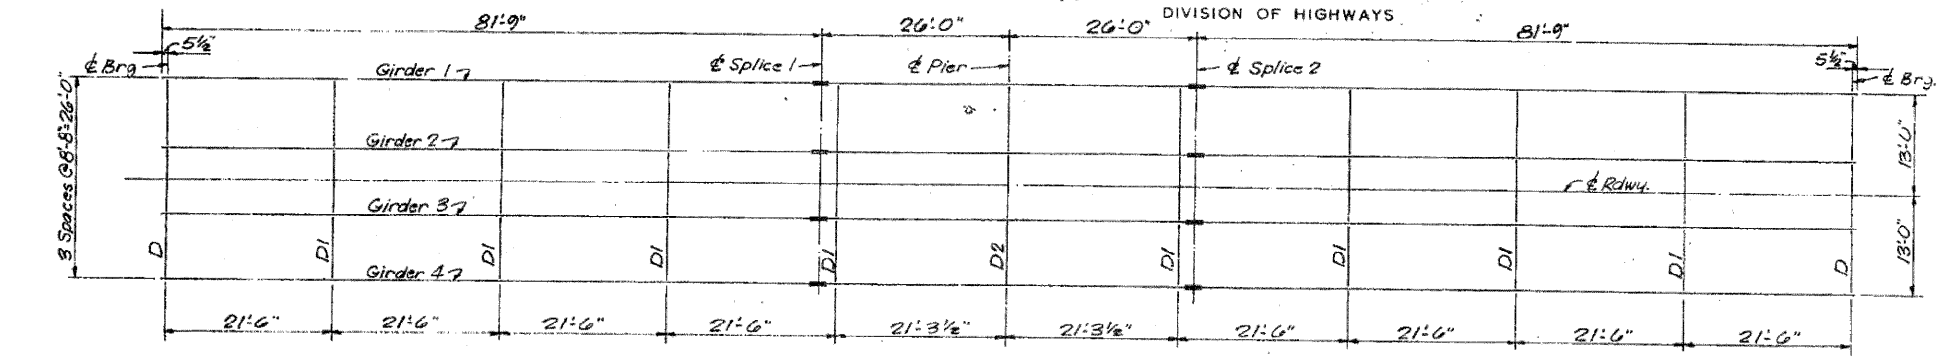 DIVISION OF HIGHWAYS
81'-9" 26'-0" 26'-0" 81'-9"
5½" 5½"
℄ Brg Girder 1 ℄ Splice 1 ℄ Pier ℄ Splice 2 ℄ Brg.
3 Spaces @ 8'-8"=26'-0"
Girder 2
13'-0"
℄ Rdwy.
Girder 3
13'-0"
D D1 D1 D1 D1 D2 D1 D1 D1 D1 D
Girder 4
21'-6" 21'-6" 21'-6" 21'-6" 21'-3½" 21'-3½" 21'-6" 21'-6" 21'-6" 21'-6"